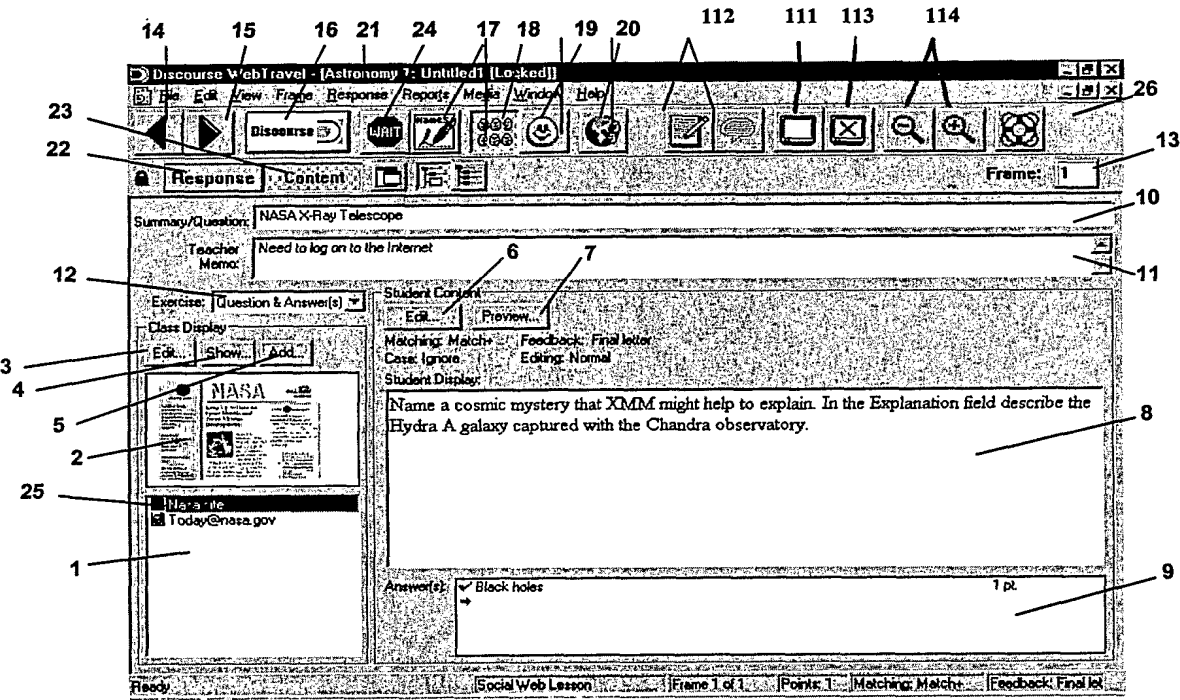 14 15 16 21 24 17 18 19 20 112 111 113 114
Discourse WebTravel - [Astronomy 7: Untitled1 [Locked]]
File Edit View Frame Response Reports Media Window Help
26
23
Discourse
WAIT
Name
22
Response Content
Frame: 1
13
Summary/Question: NASA X-Ray Telescope
10
Teacher Memo: Need to log on to the Internet
11
12
6
7
Exercise: Question & Answer(s)
Student Content
Edit... Preview...
Class Display
Matching: Match+ Feedback: Final letter
3
Edit... Show... Add...
Case: Ignore Editing: Normal
4
Student Display:
NASA
5
Name a cosmic mystery that XMM might help to explain. In the Explanation field describe the
Hydra A galaxy captured with the Chandra observatory.
8
2
25
Today@nasa.gov
1
Answer(s): Black holes 1 pt.
9
Ready
Social Web Lesson Frame 1 of 1 Points: 1 Matching: Match+ Feedback: Final let